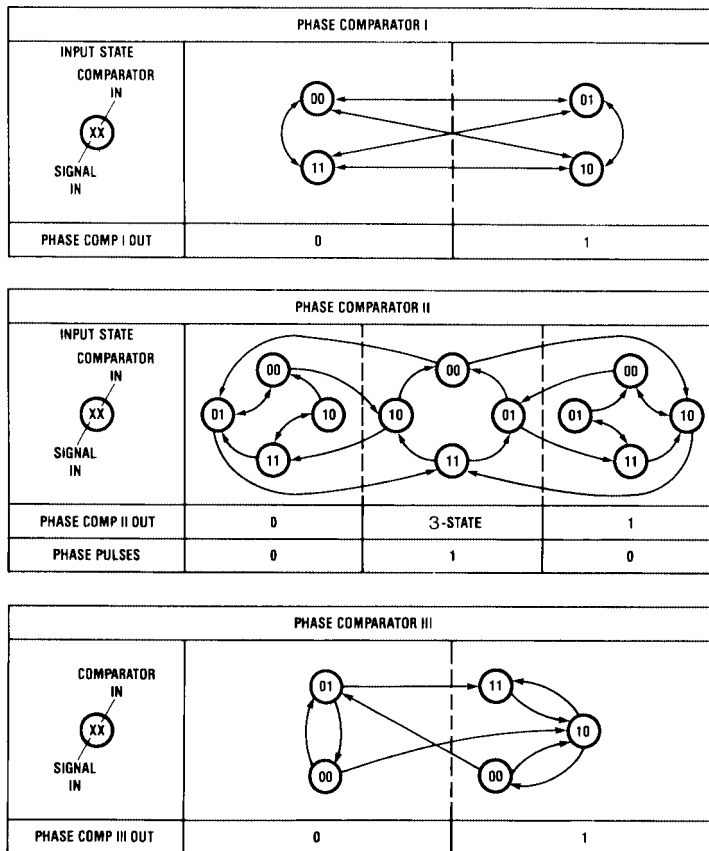 PHASE COMPARATOR I
INPUT STATE
COMPARATOR
IN
XX
SIGNAL
IN
00 01
11 10
PHASE COMP I OUT 0 1
PHASE COMPARATOR II
INPUT STATE
COMPARATOR
IN
XX
SIGNAL
IN
00 00 00
01 10 10 01 01 10
11 11 11
PHASE COMP II OUT 0 3-STATE 1
PHASE PULSES 0 1 0
PHASE COMPARATOR III
COMPARATOR
IN
XX
SIGNAL
IN
01 11
10
00 00
PHASE COMP III OUT 0 1